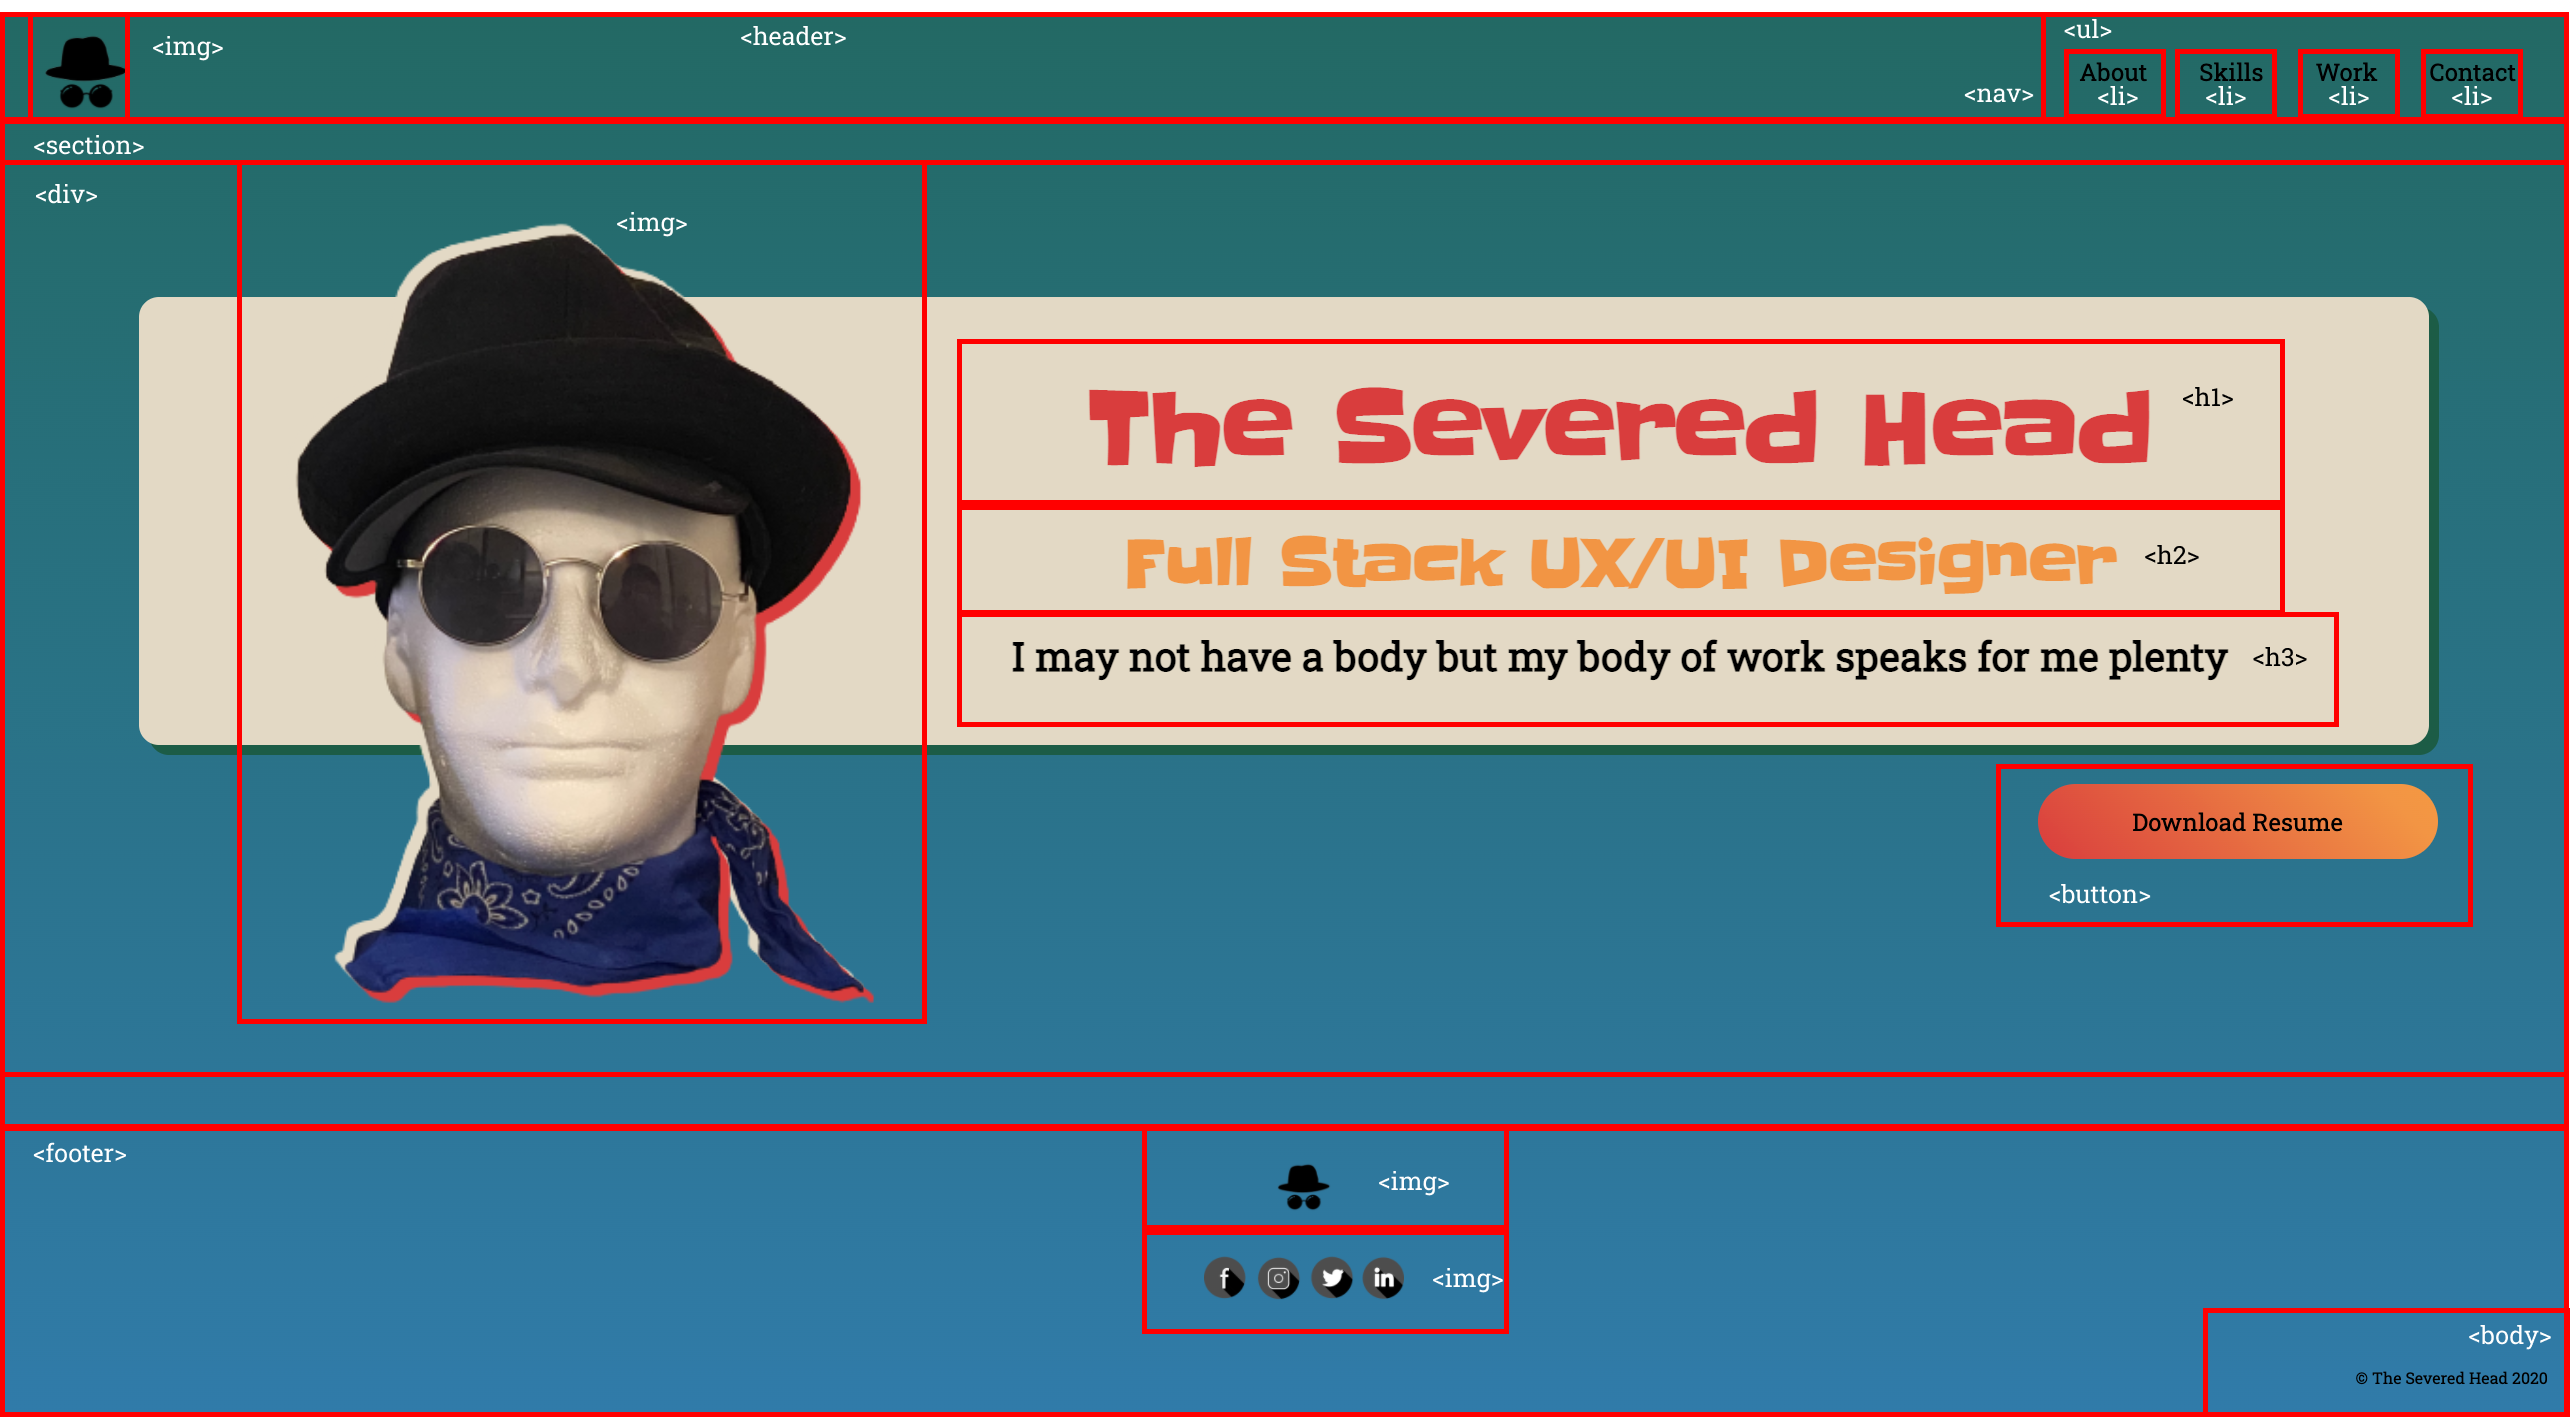 <img>
<header>
<ul>
<nav>
About
<li>
Skills
<li>
Work
<li>
Contact
<li>
<section>
<div>
<img>
The Severed Head
<h1>
Full Stack UX/UI Designer
<h2>
I may not have a body but my body of work speaks for me plenty
<h3>
Download Resume
<button>
<footer>
<img>
f
in
<img>
<body>
© The Severed Head 2020